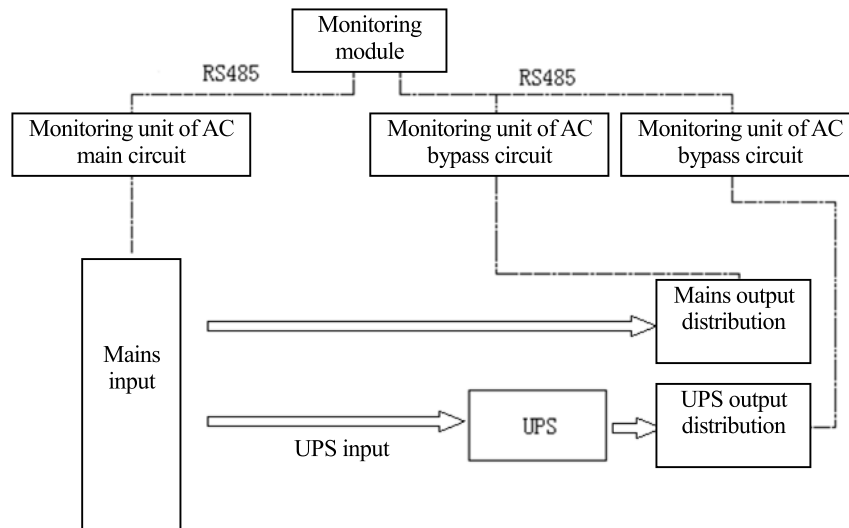 Monitoring
module
RS485
RS485
Monitoring unit of AC
main circuit
Monitoring unit of AC
bypass circuit
Monitoring unit of AC
bypass circuit
Mains output
distribution
Mains
input
UPS output
distribution
UPS
UPS input